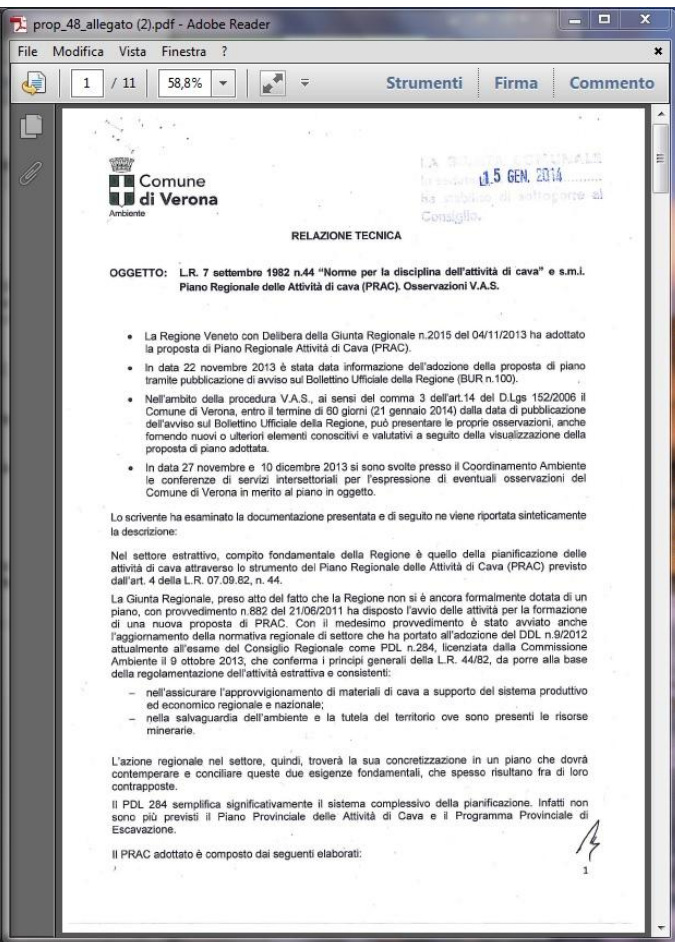 prop_48_allegato (2).pdf - Adobe Reader
File Modifica Vista Finestra ?
1 / 11 58,8% Strumenti Firma Commento
Comune
di Verona
Ambiente
LA GIUNTA COMUNALE
15 GEN. 2014
ha stabilito di sottoporre al
Consiglio.
RELAZIONE TECNICA
OGGETTO: L.R. 7 settembre 1982 n.44 “Norme per la disciplina dell'attività di cava” e s.m.i.
Piano Regionale delle Attività di cava (PRAC). Osservazioni V.A.S.
• La Regione Veneto con Delibera della Giunta Regionale n.2015 del 04/11/2013 ha adottato
la proposta di Piano Regionale Attività di Cava (PRAC).
• In data 22 novembre 2013 è stata data informazione dell'adozione della proposta di piano
tramite pubblicazione di avviso sul Bollettino Ufficiale della Regione (BUR n.100).
• Nell'ambito della procedura V.A.S., ai sensi del comma 3 dell'art.14 del D.Lgs 152/2006 il
Comune di Verona, entro il termine di 60 giorni (21 gennaio 2014) dalla data di pubblicazione
dell'avviso sul Bollettino Ufficiale della Regione, può presentare le proprie osservazioni, anche
fornendo nuovi o ulteriori elementi conoscitivi e valutativi a seguito della visualizzazione della
proposta di piano adottata.
• In data 27 novembre e 10 dicembre 2013 si sono svolte presso il Coordinamento Ambiente
le conferenze di servizi intersettoriali per l'espressione di eventuali osservazioni del
Comune di Verona in merito al piano in oggetto.
Lo scrivente ha esaminato la documentazione presentata e di seguito ne viene riportata sinteticamente
la descrizione:
Nel settore estrattivo, compito fondamentale della Regione è quello della pianificazione delle
attività di cava attraverso lo strumento del Piano Regionale delle Attività di Cava (PRAC) previsto
dall'art. 4 della L.R. 07.09.82, n. 44.
La Giunta Regionale, preso atto del fatto che la Regione non si è ancora formalmente dotata di un
piano, con provvedimento n.882 del 21/06/2011 ha disposto l'avvio delle attività per la formazione
di una nuova proposta di PRAC. Con il medesimo provvedimento è stato avviato anche
l'aggiornamento della normativa regionale di settore che ha portato all'adozione del DDL n.9/2012
attualmente all'esame del Consiglio Regionale come PDL n.284, licenziata dalla Commissione
Ambiente il 9 ottobre 2013, che conferma i principi generali della L.R. 44/82, da porre alla base
della regolamentazione dell'attività estrattiva e consistenti:
– nell'assicurare l'approvvigionamento di materiali di cava a supporto del sistema produttivo
ed economico regionale e nazionale;
– nella salvaguardia dell'ambiente e la tutela del territorio ove sono presenti le risorse
minerarie.
L'azione regionale nel settore, quindi, troverà la sua concretizzazione in un piano che dovrà
contemperare e conciliare queste due esigenze fondamentali, che spesso risultano fra di loro
contrapposte.
Il PDL 284 semplifica significativamente il sistema complessivo della pianificazione. Infatti non
sono più previsti il Piano Provinciale delle Attività di Cava e il Programma Provinciale di
Escavazione.
Il PRAC adottato è composto dai seguenti elaborati:
1